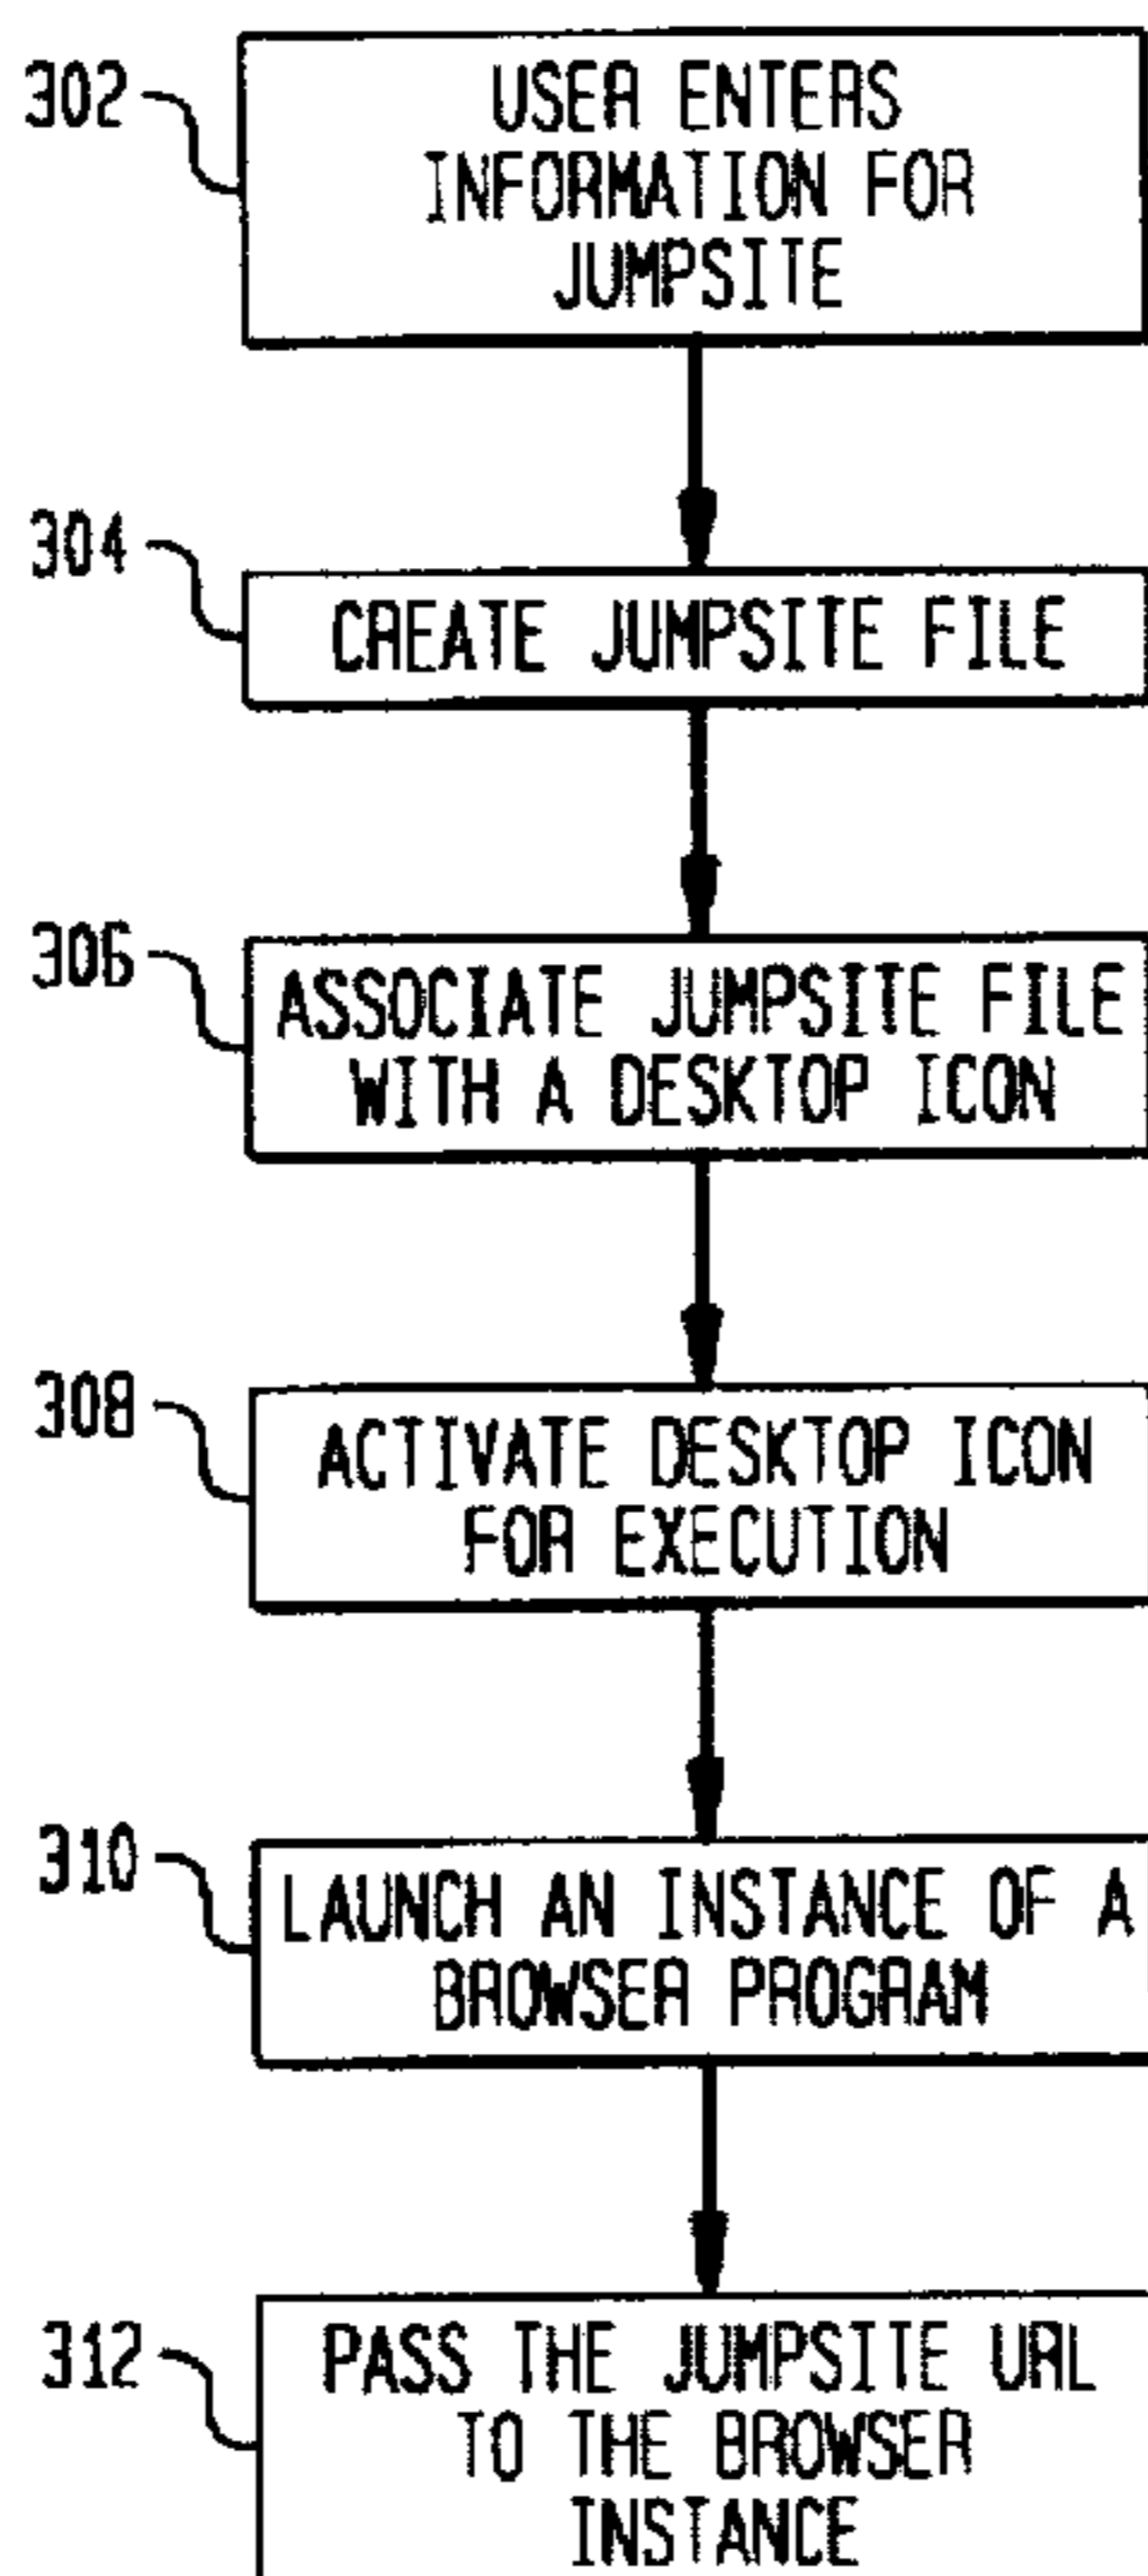 302
USER ENTERS
INFORMATION FOR
JUMPSITE
304
CREATE JUMPSITE FILE
306
ASSOCIATE JUMPSITE FILE
WITH A DESKTOP ICON
308
ACTIVATE DESKTOP ICON
FOR EXECUTION
310
LAUNCH AN INSTANCE OF A
BROWSER PROGRAM
312
PASS THE JUMPSITE URL
TO THE BROWSER
INSTANCE